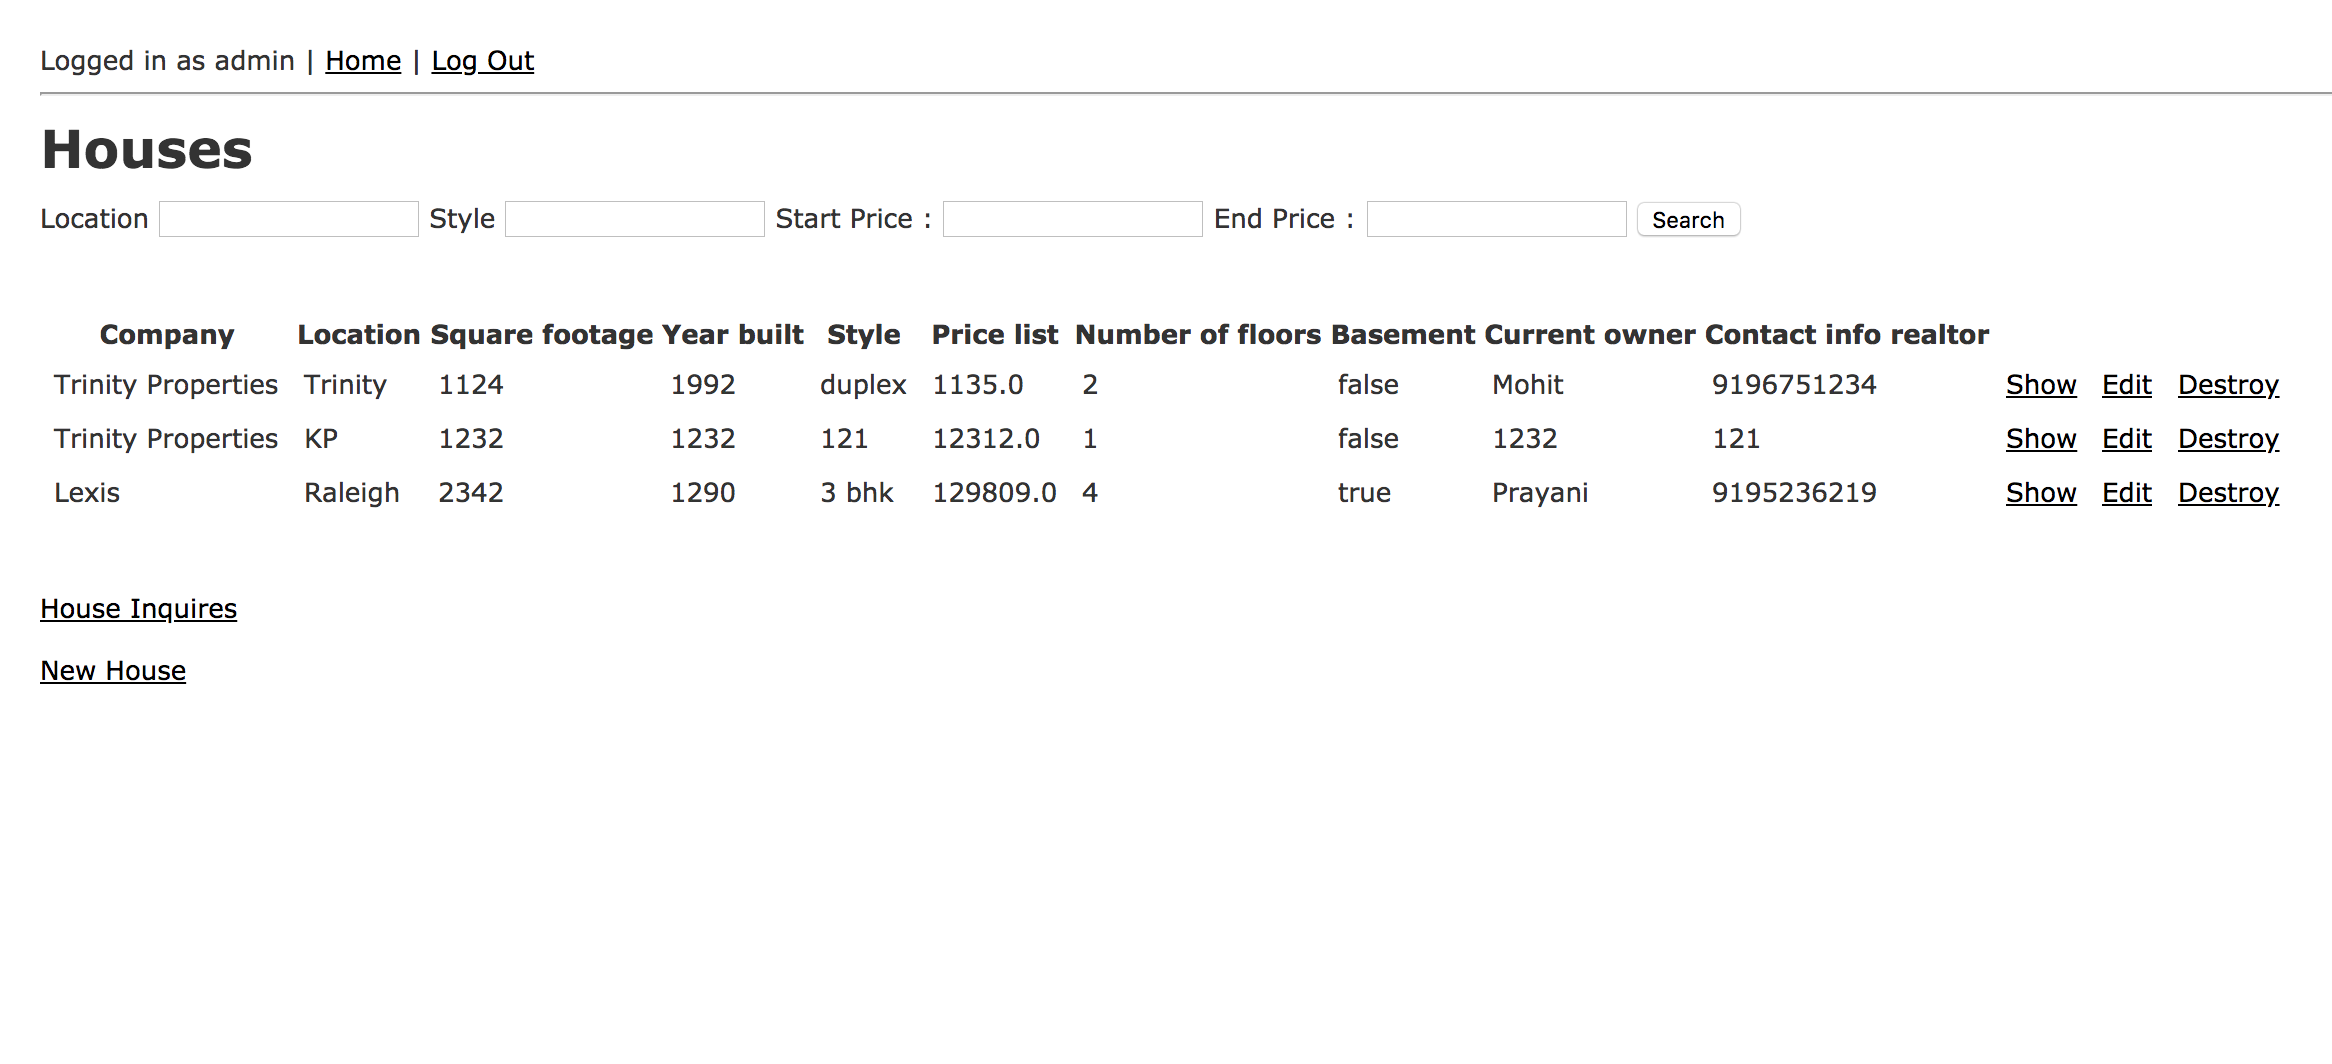 Logged in as admin | Home | Log Out
Houses
Location Style Start Price : End Price : Search
Company Location Square footage Year built Style Price list Number of floors Basement Current owner Contact info realtor
Trinity Properties Trinity 1124 1992 duplex 1135.0 2 false Mohit 9196751234 Show Edit Destroy
Trinity Properties KP 1232 1232 121 12312.0 1 false 1232 121 Show Edit Destroy
Lexis Raleigh 2342 1290 3 bhk 129809.0 4 true Prayani 9195236219 Show Edit Destroy
House Inquires
New House